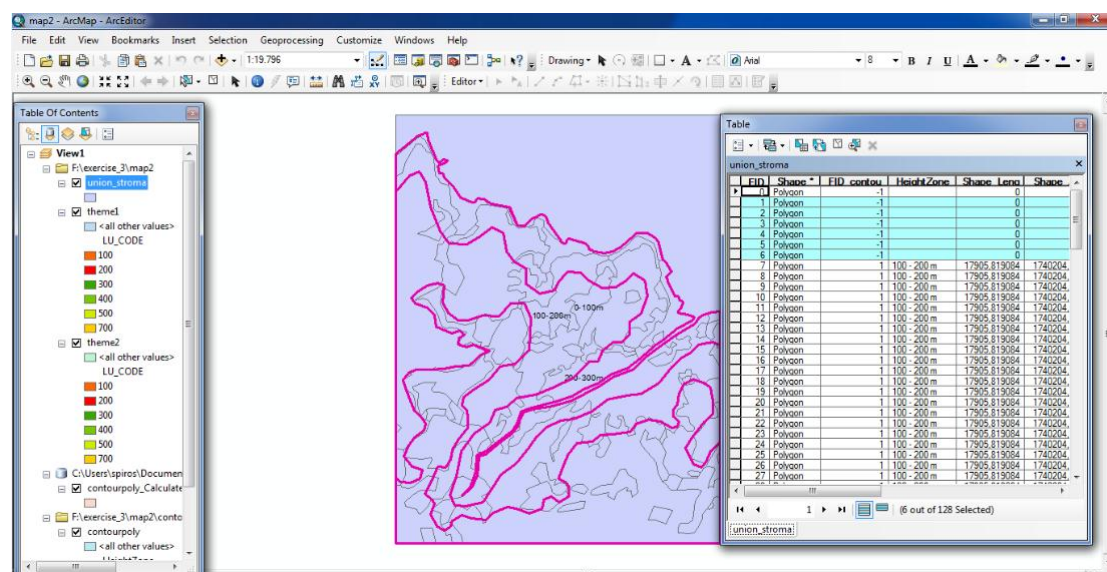 map2 - ArcMap - ArcEditor
File Edit View Bookmarks Insert Selection Geoprocessing Customize Windows Help
1:19.796 Drawing A Arial 8 B I U A
Editor
Table Of Contents
View1
F:\exercise_3\map2
union_stroma
theme1
<all other values>
LU_CODE
100
200
300
400
500
700
theme2
<all other values>
LU_CODE
100
200
300
400
500
700
C:\Users\spiros\Documen
contourpoly_Calculate
F:\exercise_3\map2\conto
contourpoly
<all other values>
HeightZone
0-100m
100-200m
200-300m
Table
union_stroma
FID Shape * FID_contou HeightZone Shape_Leng Shape_
0 Polygon -1 0
1 Polygon -1 0
2 Polygon -1 0
3 Polygon -1 0
4 Polygon -1 0
5 Polygon -1 0
6 Polygon -1 0
7 Polygon 1 100 - 200 m 17905,819084 1740204,
8 Polygon 1 100 - 200 m 17905,819084 1740204,
9 Polygon 1 100 - 200 m 17905,819084 1740204,
10 Polygon 1 100 - 200 m 17905,819084 1740204,
11 Polygon 1 100 - 200 m 17905,819084 1740204,
12 Polygon 1 100 - 200 m 17905,819084 1740204,
13 Polygon 1 100 - 200 m 17905,819084 1740204,
14 Polygon 1 100 - 200 m 17905,819084 1740204,
15 Polygon 1 100 - 200 m 17905,819084 1740204,
16 Polygon 1 100 - 200 m 17905,819084 1740204,
17 Polygon 1 100 - 200 m 17905,819084 1740204,
18 Polygon 1 100 - 200 m 17905,819084 1740204,
19 Polygon 1 100 - 200 m 17905,819084 1740204,
20 Polygon 1 100 - 200 m 17905,819084 1740204,
21 Polygon 1 100 - 200 m 17905,819084 1740204,
22 Polygon 1 100 - 200 m 17905,819084 1740204,
23 Polygon 1 100 - 200 m 17905,819084 1740204,
24 Polygon 1 100 - 200 m 17905,819084 1740204,
25 Polygon 1 100 - 200 m 17905,819084 1740204,
26 Polygon 1 100 - 200 m 17905,819084 1740204,
27 Polygon 1 100 - 200 m 17905,819084 1740204,
1 (6 out of 128 Selected)
union_stroma